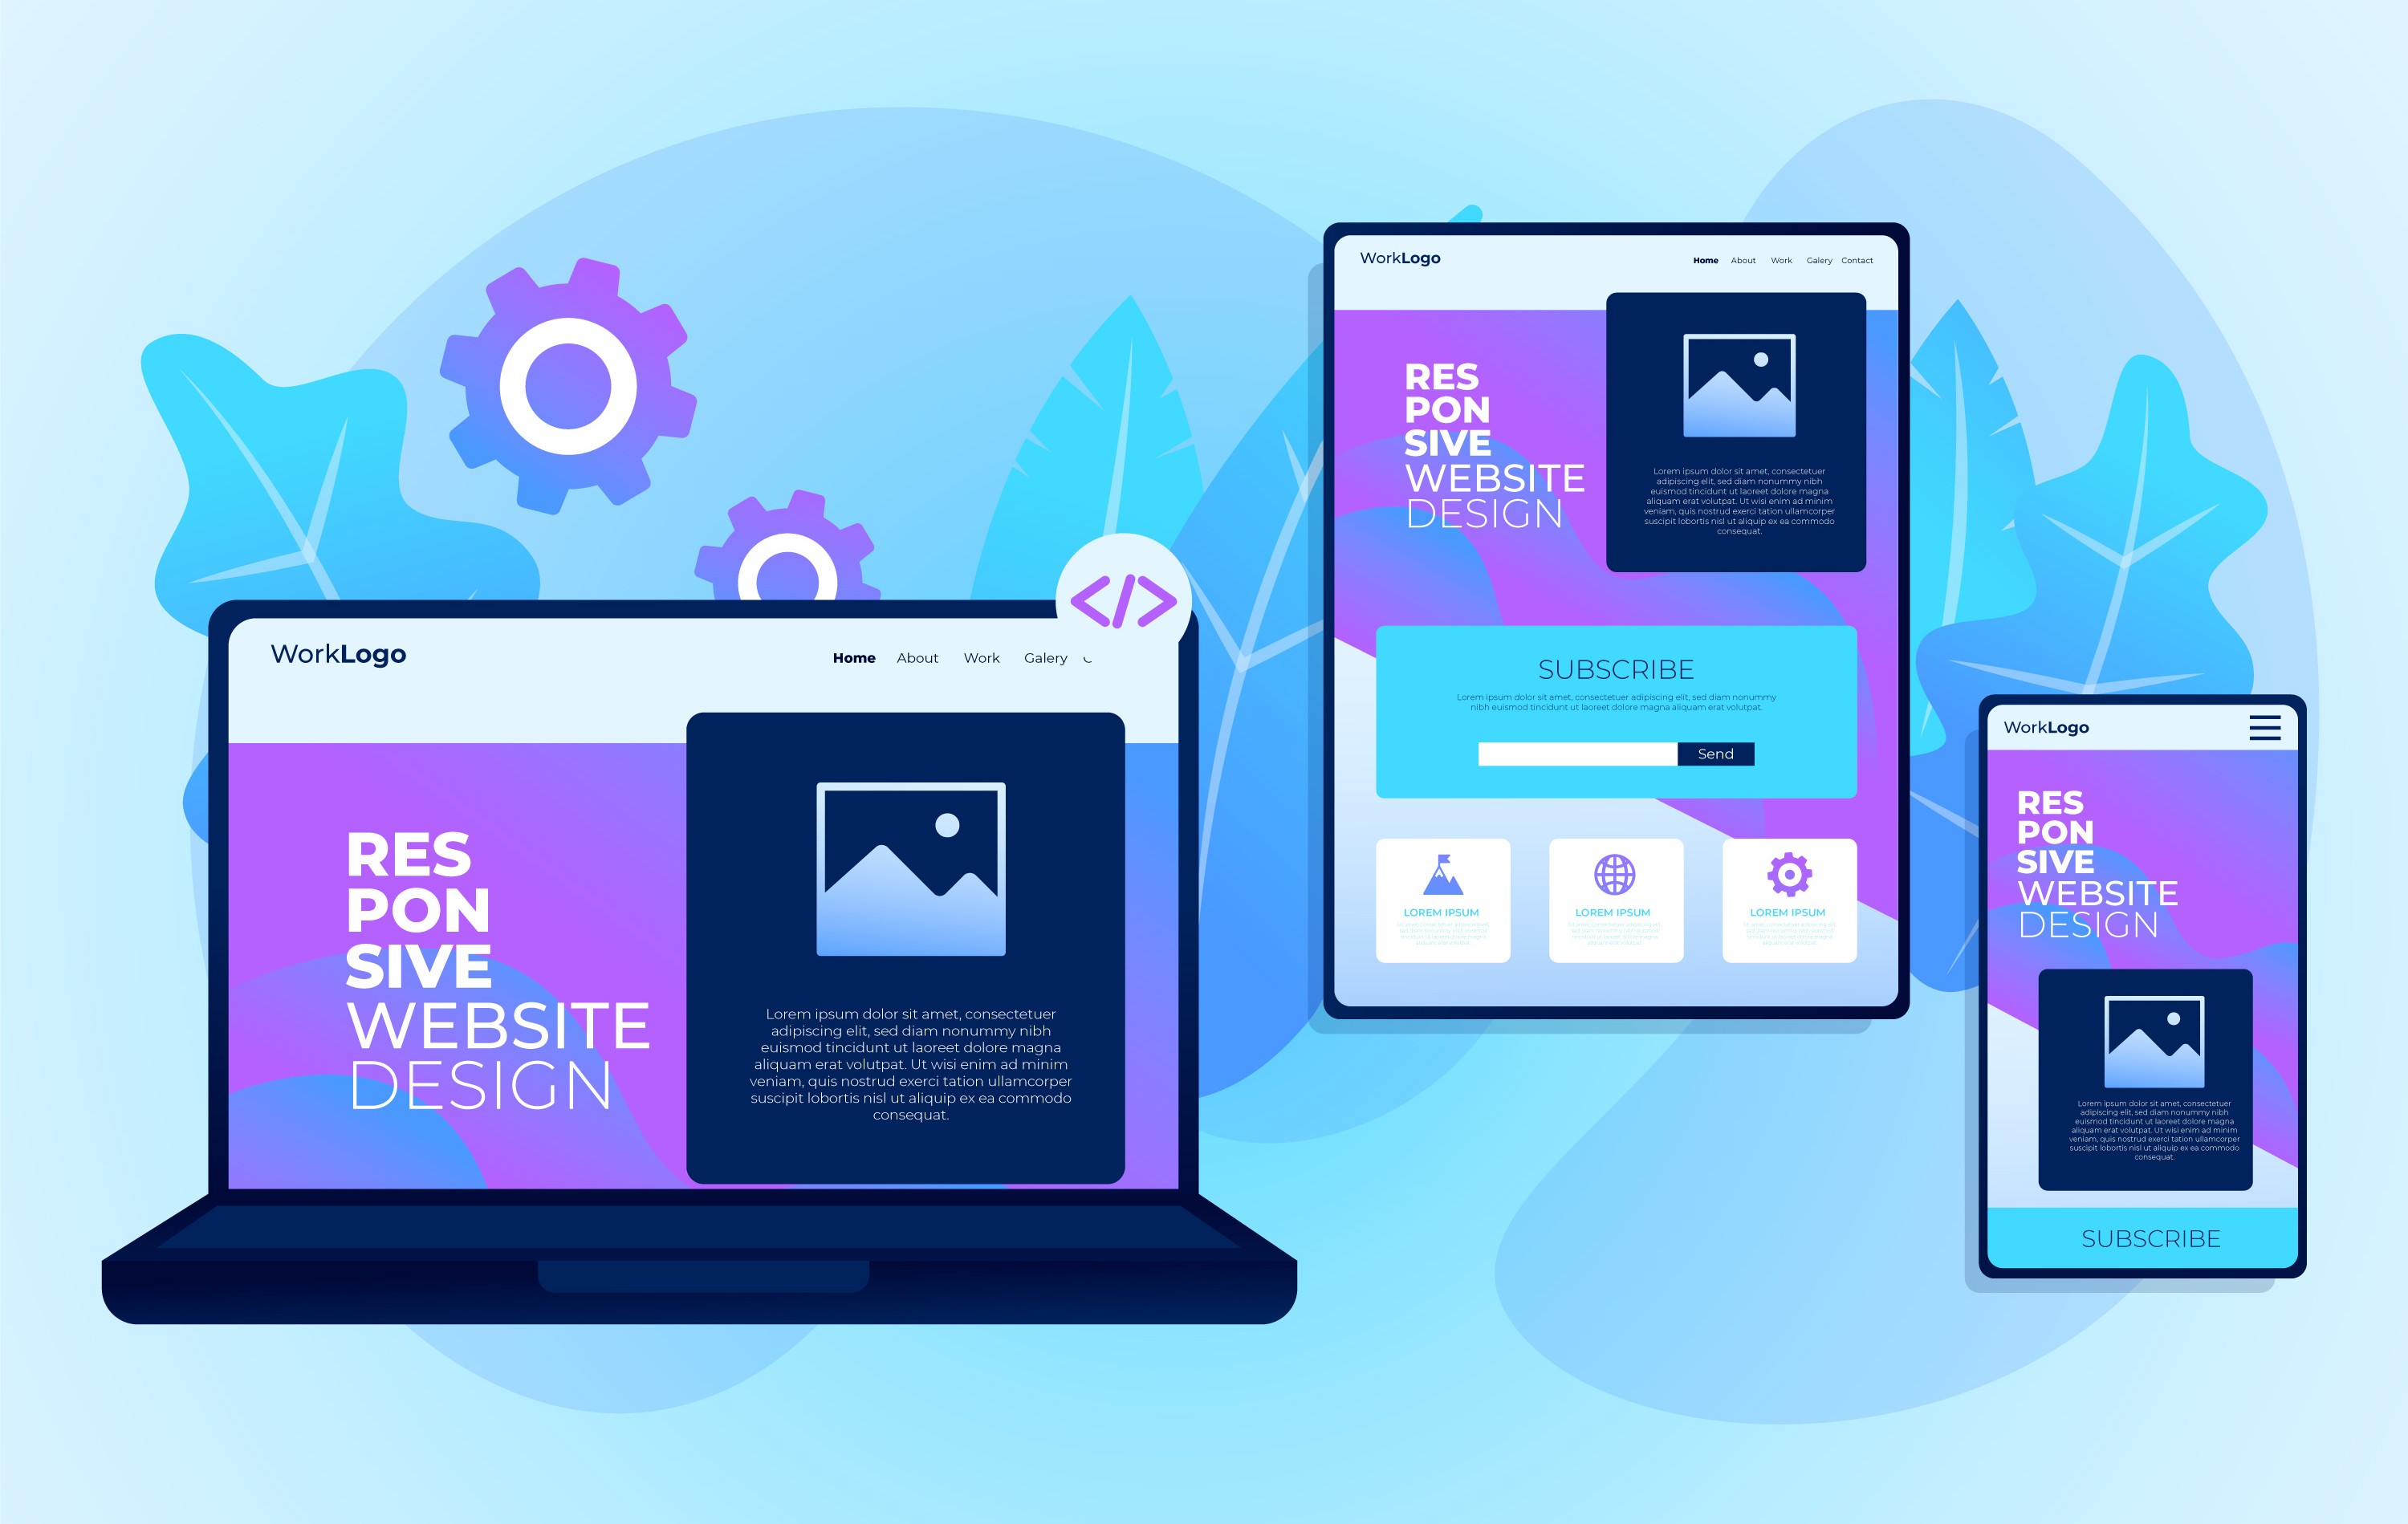 WorkLogo
Home About Work Galery
RES
PON
SIVE
WEBSITE
DESIGN
Lorem ipsum dolor sit amet, consectetuer
adipiscing elit, sed diam nonummy nibh
euismod tincidunt ut laoreet dolore magna
aliquam erat volutpat. Ut wisi enim ad minim
veniam, quis nostrud exerci tation ullamcorper
suscipit lobortis nisl ut aliquip ex ea commodo
consequat.
WorkLogo
Home About Work Galery Contact
RES
PON
SIVE
WEBSITE
DESIGN
Lorem ipsum dolor sit amet, consectetuer
adipiscing elit, sed diam nonummy nibh
euismod tincidunt ut laoreet dolore magna
aliquam erat volutpat. Ut wisi enim ad minim
veniam, quis nostrud exerci tation ullamcorper
suscipit lobortis nisl ut aliquip ex ea commodo
consequat.
SUBSCRIBE
Lorem ipsum dolor sit amet, consectetuer adipiscing elit, sed diam nonummy
nibh euismod tincidunt ut laoreet dolore magna aliquam erat volutpat.
Send
LOREM IPSUM
LOREM IPSUM
LOREM IPSUM
WorkLogo
RES
PON
SIVE
WEBSITE
DESIGN
Lorem ipsum dolor sit amet, consectetuer
adipiscing elit, sed diam nonummy nibh
euismod tincidunt ut laoreet dolore magna
aliquam erat volutpat. Ut wisi enim ad minim
veniam, quis nostrud exerci tation ullamcorper
suscipit lobortis nisl ut aliquip ex ea commodo
consequat.
SUBSCRIBE